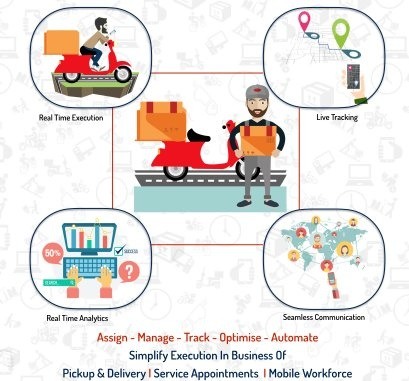 Real Time Execution
Live Tracking
50%
SUCCESS
?
Real Time Analytics
Seamless Communication
Assign - Manage - Track - Optimise - Automate
Simplify Execution In Business Of
Pickup & Delivery | Service Appointments | Mobile Workforce